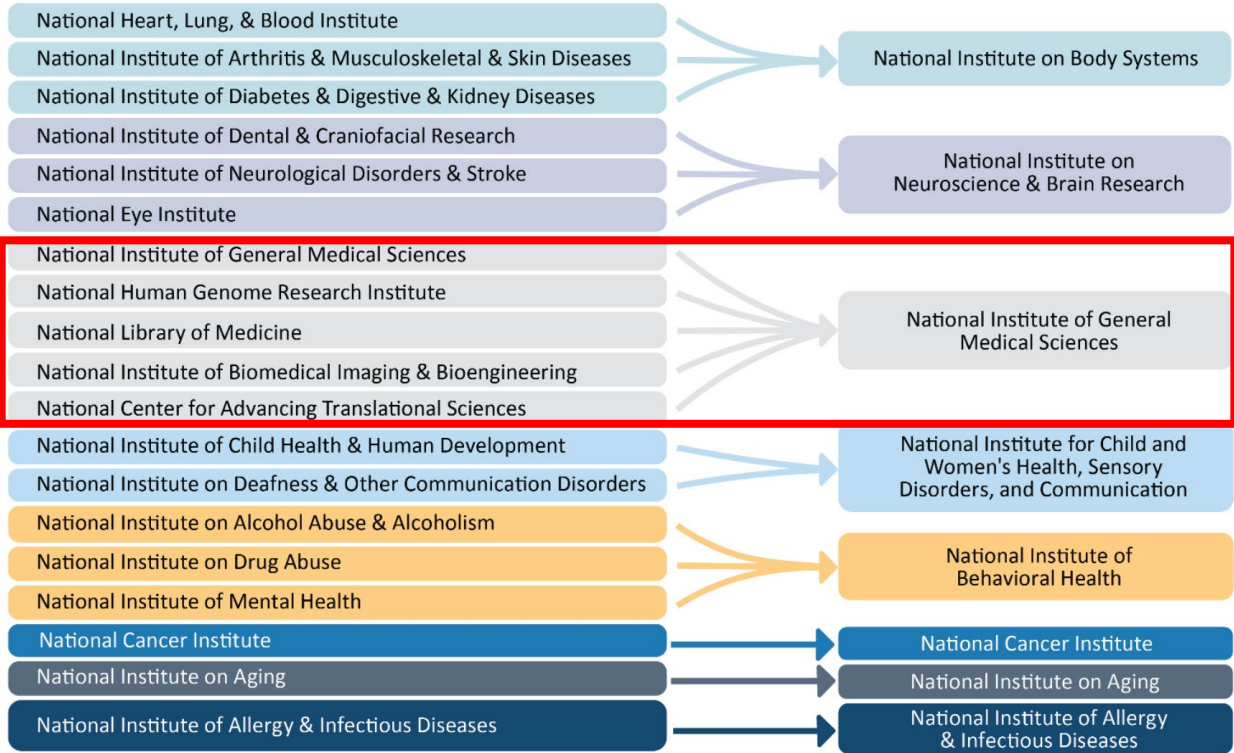 National Heart, Lung, & Blood Institute
National Institute of Arthritis & Musculoskeletal & Skin Diseases
National Institute of Diabetes & Digestive & Kidney Diseases
National Institute on Body Systems
National Institute of Dental & Craniofacial Research
National Institute of Neurological Disorders & Stroke
National Eye Institute
National Institute on
Neuroscience & Brain Research
National Institute of General Medical Sciences
National Human Genome Research Institute
National Library of Medicine
National Institute of Biomedical Imaging & Bioengineering
National Center for Advancing Translational Sciences
National Institute of General
Medical Sciences
National Institute of Child Health & Human Development
National Institute on Deafness & Other Communication Disorders
National Institute for Child and
Women's Health, Sensory
Disorders, and Communication
National Institute on Alcohol Abuse & Alcoholism
National Institute on Drug Abuse
National Institute of Mental Health
National Institute of
Behavioral Health
National Cancer Institute
National Cancer Institute
National Institute on Aging
National Institute on Aging
National Institute of Allergy & Infectious Diseases
National Institute of Allergy
& Infectious Diseases